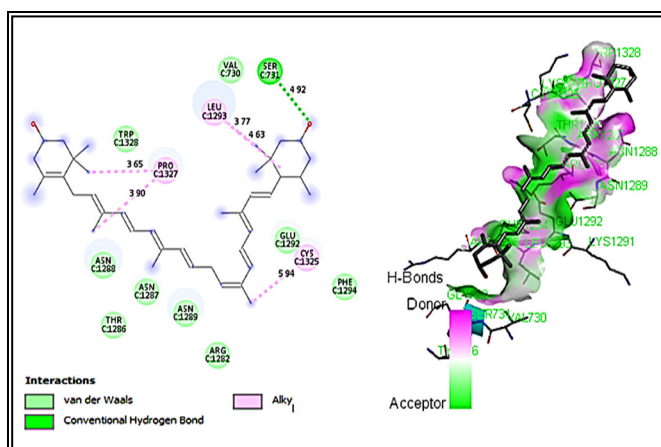 VAL
C:730
SER
C:731
4 92
LEU
C:1293
3 77
4 63
TRP
C:1328
PRO
C:1327
3 65
3 90
GLU
C:1292
CYS
C:1325
5 94
PHE
C:1294
ASN
C:1288
ASN
C:1287
ASN
C:1289
THR
C:1286
ARG
C:1282
Interactions
van der Waals
Conventional Hydrogen Bond
Alkyl
ASN1288
ASN1289
GLU1292
LYS1291
H-Bonds
Donor
VAL730
Acceptor